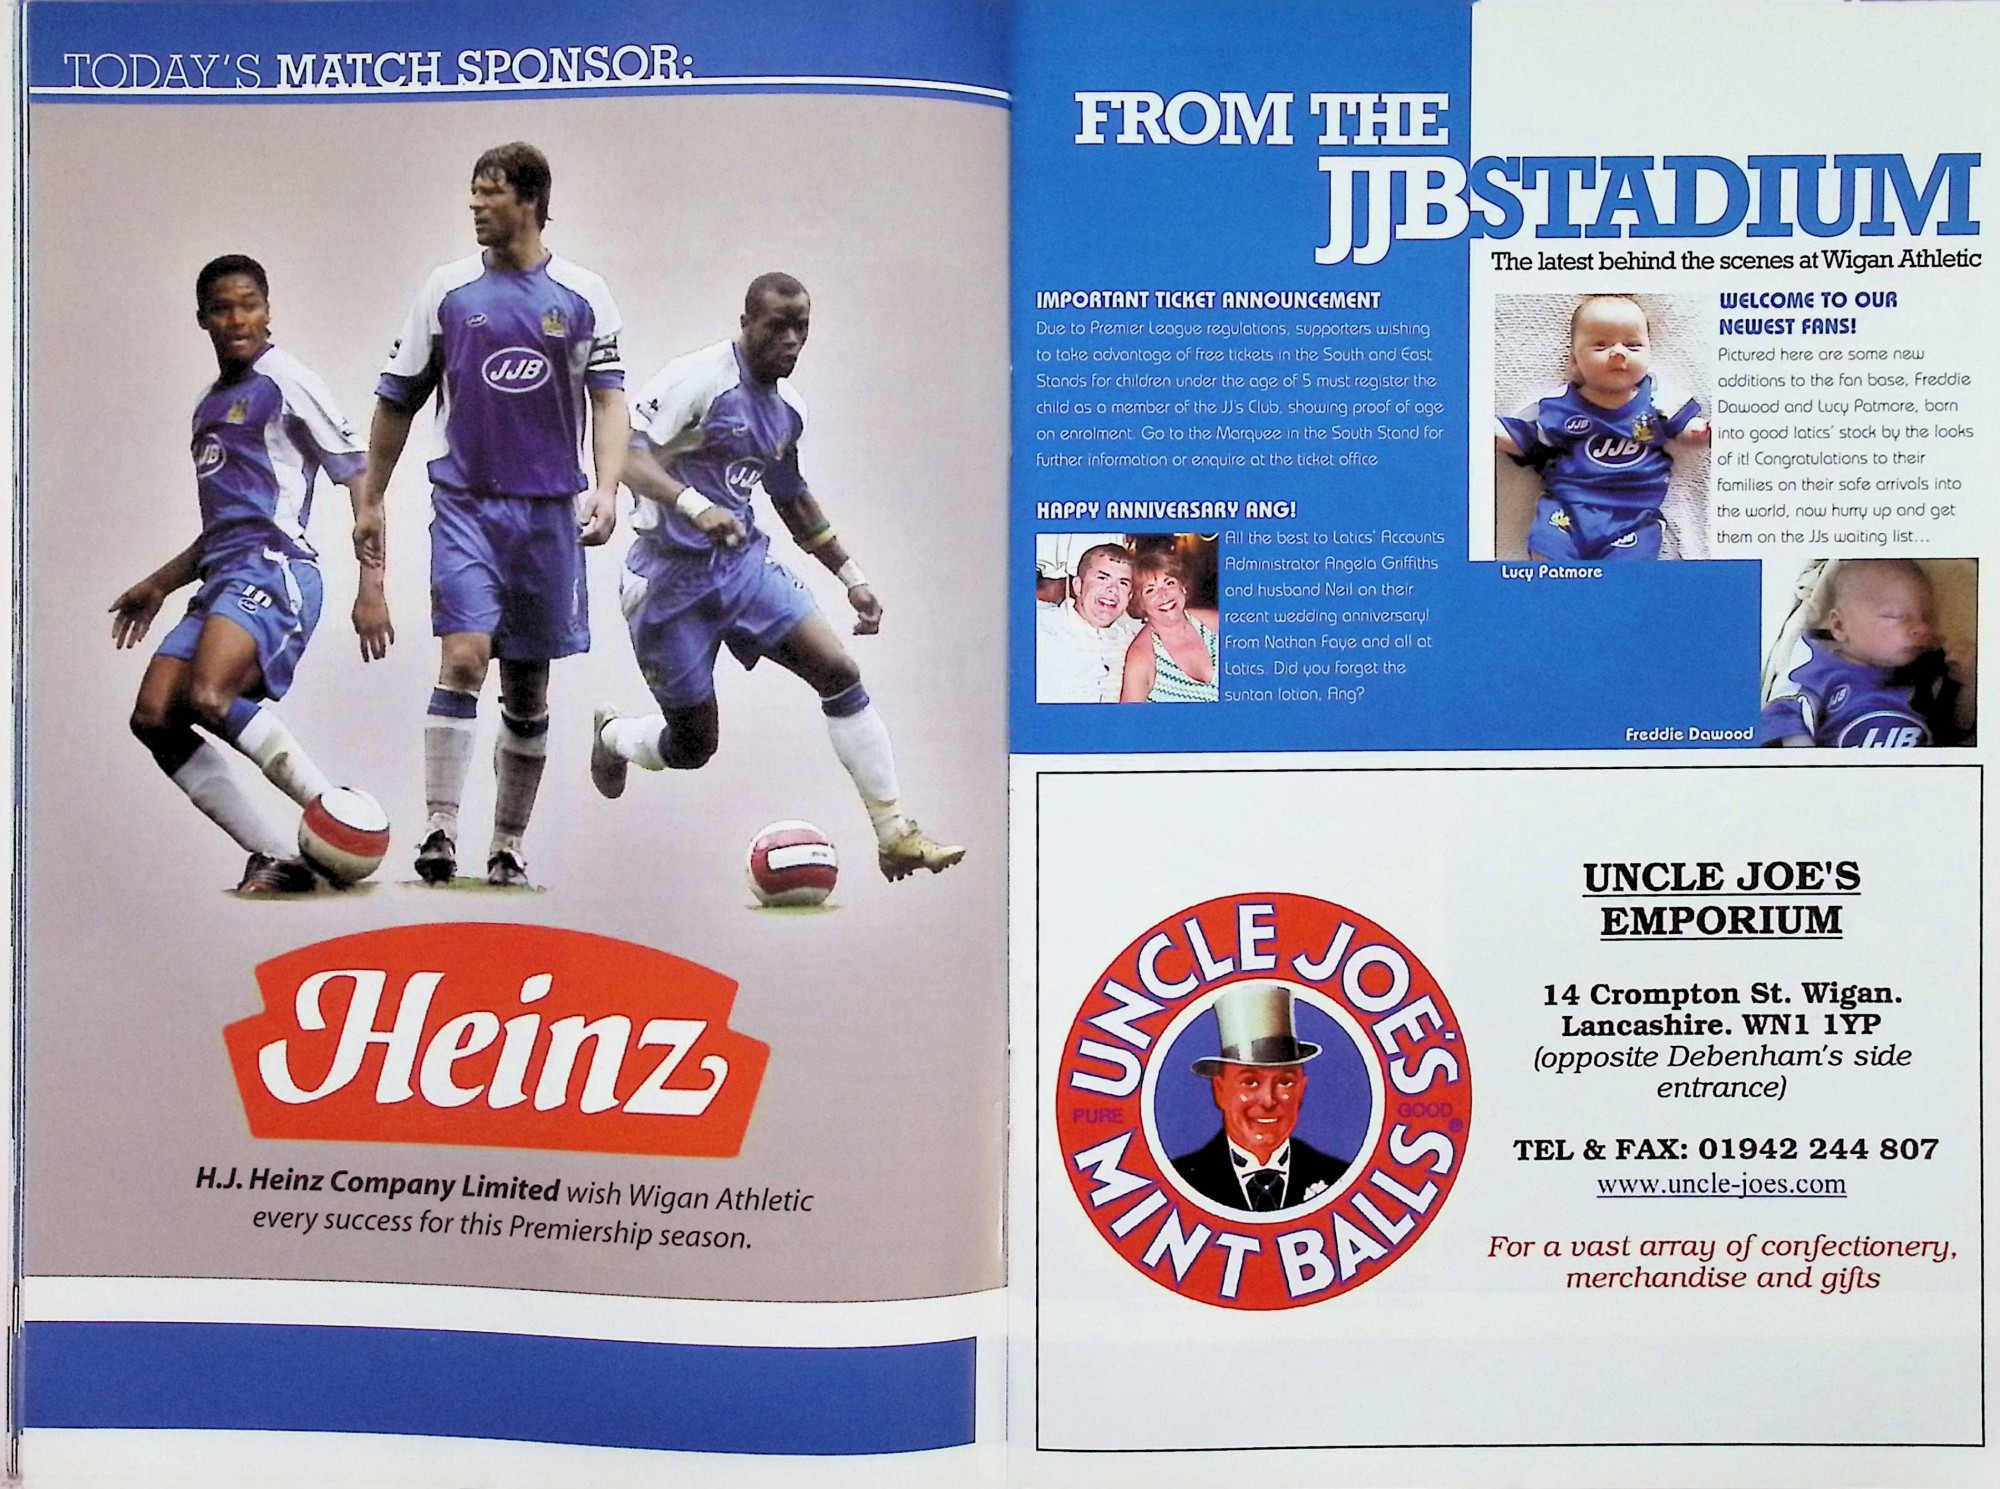 TODAY'S MATCH SPONSOR:
JJB
JJB
JJB
Heinz
H.J. Heinz Company Limited wish Wigan Athletic
every success for this Premiership season.
FROM THE
JJBSTADIUM
The latest behind the scenes at Wigan Athletic
IMPORTANT TICKET ANNOUNCEMENT
Due to Premier League regulations, supporters wishing
to take advantage of free tickets in the South and East
Stands for children under the age of 5 must register the
child as a member of the JJ's Club, showing proof of age
on enrolment. Go to the Marquee in the South Stand for
further information or enquire at the ticket office
HAPPY ANNIVERSARY ANG!
All the best to Latics' Accounts
Administrator Angela Griffiths
and husband Neil on their
recent wedding anniversary!
From Nathan Faye and all at
Latics. Did you forget the
suntan lotion, Ang?
WELCOME TO OUR
NEWEST FANS!
Pictured here are some new
additions to the fan base, Freddie
Dawood and Lucy Patmore, born
into good latics' stock by the looks
of it! Congratulations to their
families on their safe arrivals into
the world, now hurry up and get
them on the JJs waiting list...
JJB
JJB
Lucy Patmore
JJB
JJB
Freddie Dawood
UNCLE JOE'S
PURE GOOD®
MINT BALLS
UNCLE JOE'S
EMPORIUM
14 Crompton St. Wigan.
Lancashire. WN1 1YP
(opposite Debenham's side
entrance)
TEL & FAX: 01942 244 807
www.uncle-joes.com
For a vast array of confectionery,
merchandise and gifts